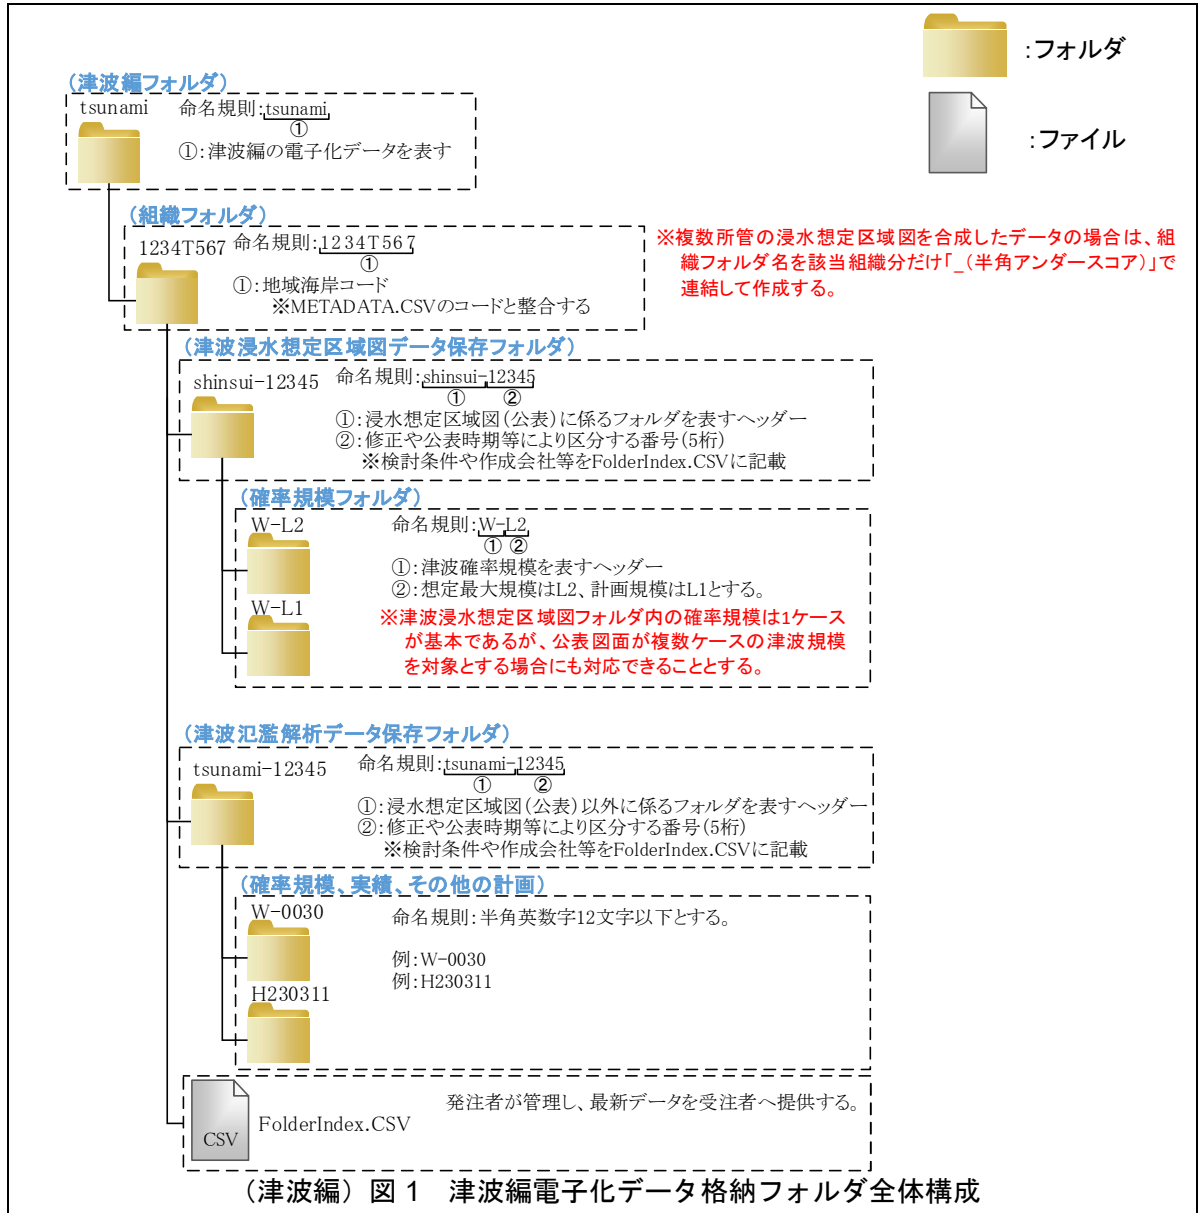 :フォルダ
:ファイル
（津波編フォルダ）
tsunami
命名規則:tsunami
①
①:津波編の電子化データを表す
（組織フォルダ）
1234T567
命名規則:1234T567
①
①:地域海岸コード
※METADATA.CSVのコードと整合する
※複数所管の浸水想定区域図を合成したデータの場合は、組
織フォルダ名を該当組織分だけ「_(半角アンダースコア)」で
連結して作成する。
（津波浸水想定区域図データ保存フォルダ）
shinsui-12345
命名規則:shinsui-12345
① ②
①:浸水想定区域図(公表)に係るフォルダを表すヘッダー
②:修正や公表時期等により区分する番号(5桁)
※検討条件や作成会社等をFolderIndex.CSVに記載
（確率規模フォルダ）
W-L2
命名規則:W-L2
① ②
①:津波確率規模を表すヘッダー
②:想定最大規模はL2、計画規模はL1とする。
W-L1
※津波浸水想定区域図フォルダ内の確率規模は1ケース
が基本であるが、公表図面が複数ケースの津波規模
を対象とする場合にも対応できることとする。
（津波氾濫解析データ保存フォルダ）
tsunami-12345
命名規則:tsunami-12345
① ②
①:浸水想定区域図(公表)以外に係るフォルダを表すヘッダー
②:修正や公表時期等により区分する番号(5桁)
※検討条件や作成会社等をFolderIndex.CSVに記載
（確率規模、実績、その他の計画）
W-0030
命名規則:半角英数字12文字以下とする。
例:W-0030
例:H230311
H230311
CSV
FolderIndex.CSV
発注者が管理し、最新データを受注者へ提供する。
（津波編）図1　津波編電子化データ格納フォルダ全体構成